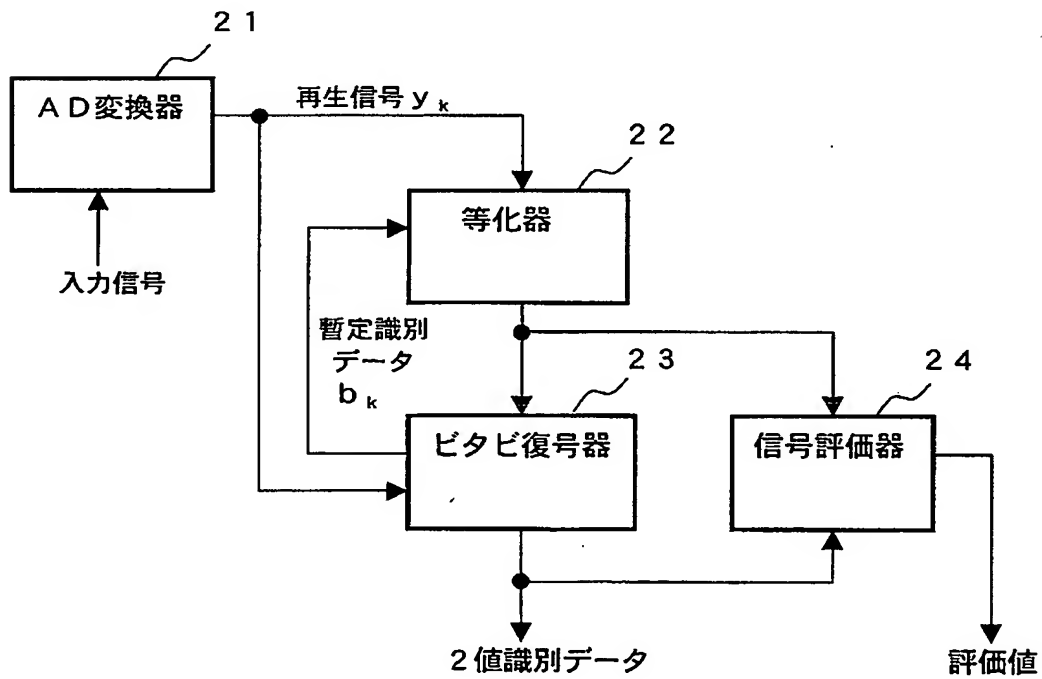 21
AD変換器
再生信号 yk
22
等化器
入力信号
暫定識別
データ
bk
23
24
ビタビ復号器
信号評価器
2値識別データ
評価値